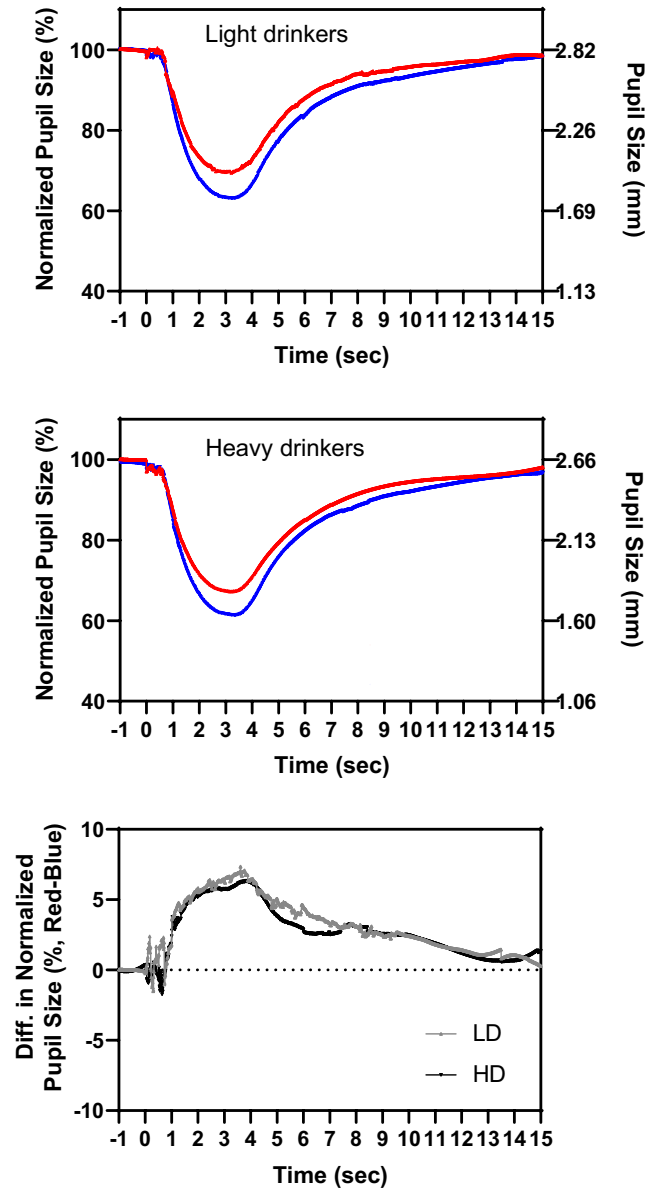 Light drinkers
Normalized Pupil Size (%)
100
80
60
40
2.82
2.26
1.69
1.13
Pupil Size (mm)
-1 0 1 2 3 4 5 6 7 8 9 10 11 12 13 14 15
Time (sec)
Heavy drinkers
Normalized Pupil Size (%)
100
80
60
40
2.66
2.13
1.60
1.06
Pupil Size (mm)
-1 0 1 2 3 4 5 6 7 8 9 10 11 12 13 14 15
Time (sec)
Diff. in Normalized
Pupil Size (%, Red-Blue)
10
5
0
-5
-10
LD
HD
-1 0 1 2 3 4 5 6 7 8 9 10 11 12 13 14 15
Time (sec)